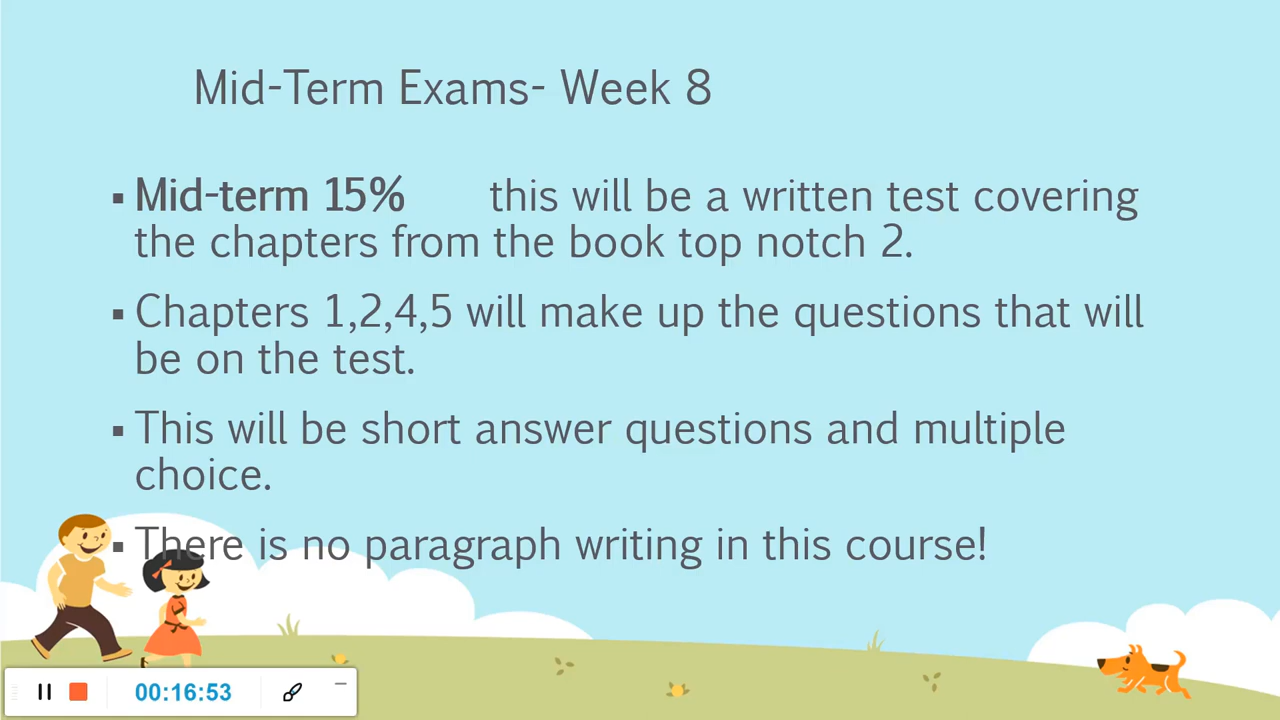 Mid-Term Exams- Week 8
▪ Mid-term 15% this will be a written test covering
the chapters from the book top notch 2.
▪ Chapters 1,2,4,5 will make up the questions that will
be on the test.
▪ This will be short answer questions and multiple
choice.
▪ There is no paragraph writing in this course!
00:16:53